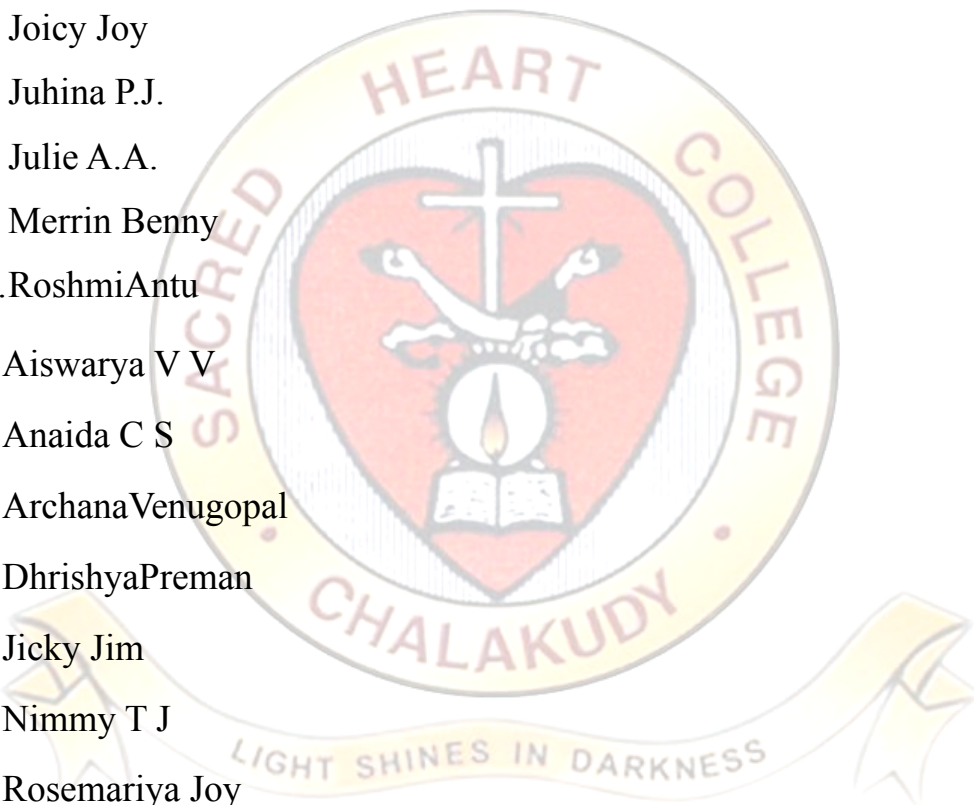 Joicy Joy
Juhina P.J.
Julie A.A.
Merrin Benny
.RoshmiAntu
Aiswarya V V
Anaida C S
ArchanaVenugopal
DhrishyaPreman
Jicky Jim
Nimmy T J
Rosemariya Joy
SACRED HEART COLLEGE
CHALAKUDY
LIGHT SHINES IN DARKNESS